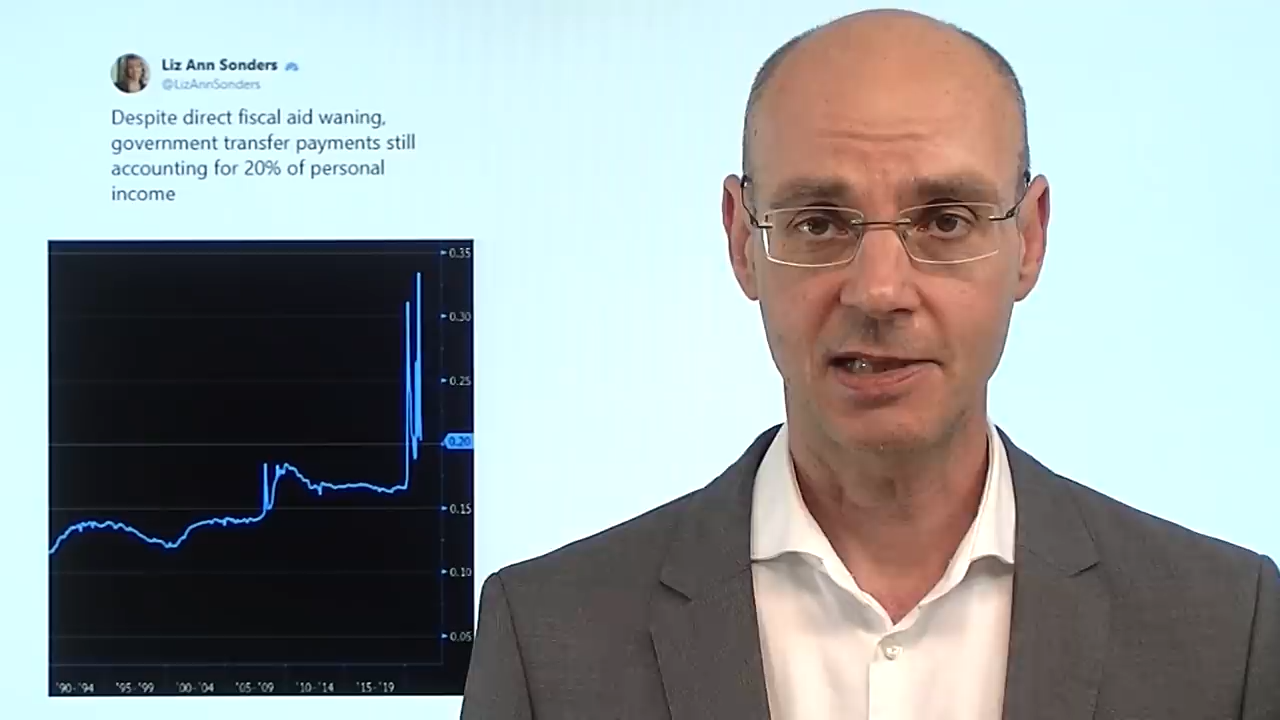 Liz Ann Sonders
@LizAnnSonders
Despite direct fiscal aid waning,
government transfer payments still
accounting for 20% of personal
income
0.35
0.30
0.25
0.20
0.15
0.10
0.05
'90-'94 '95-'99 '00-'04 '05-'09 '10-'14 '15-'19